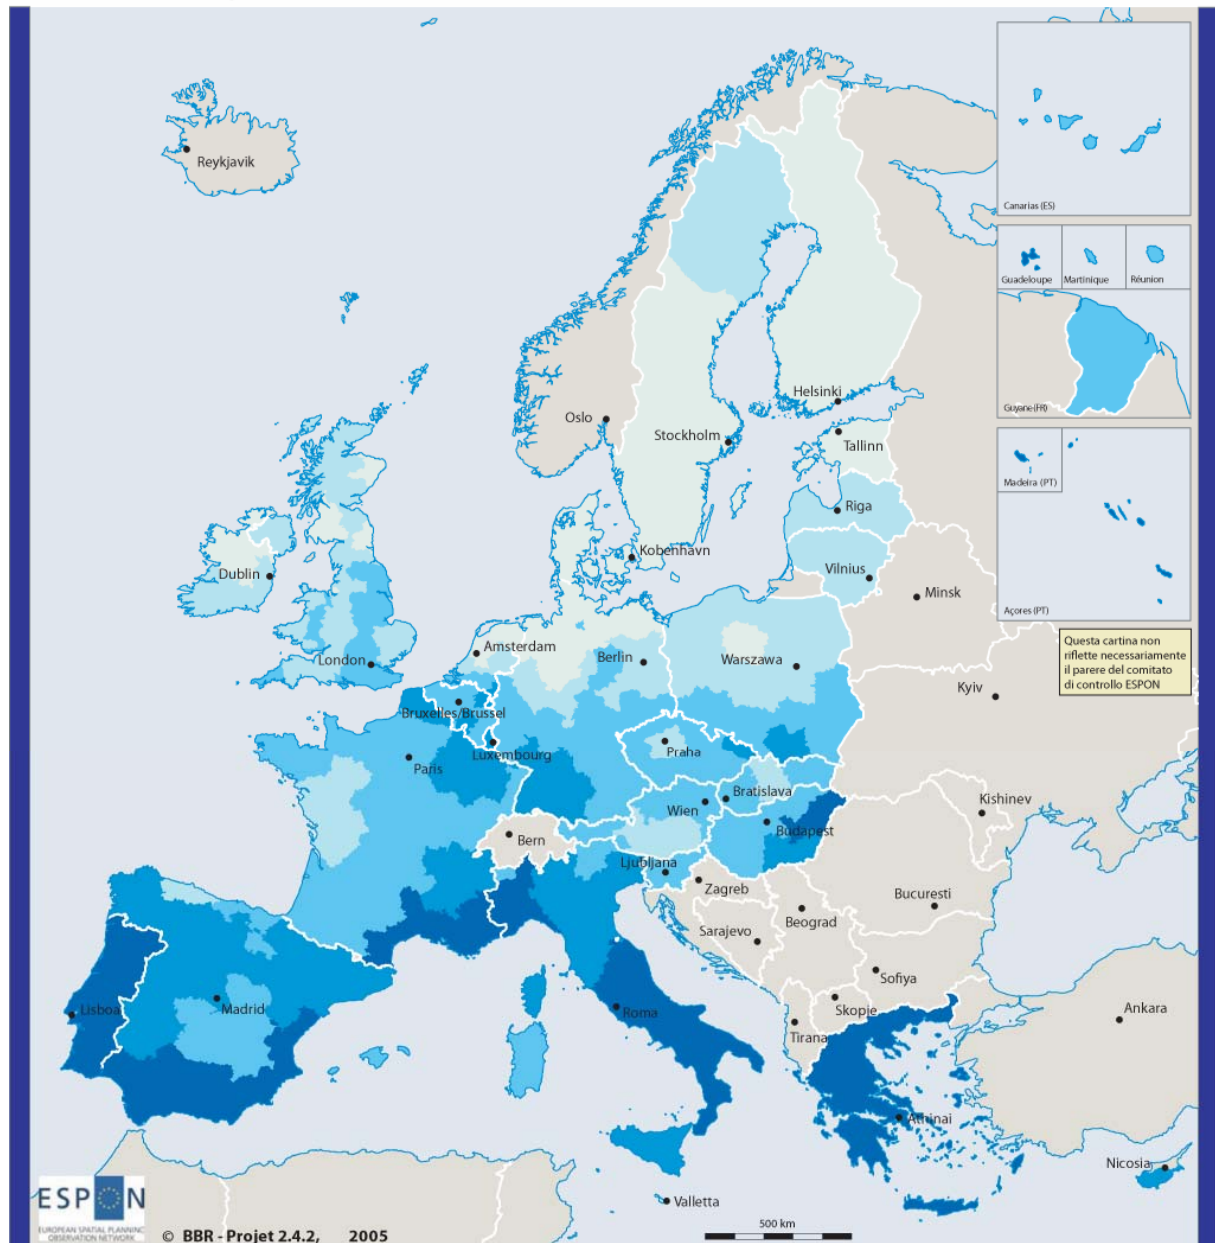 Reykjavik
Canarias (ES)
Guadeloupe
Martinique
Réunion
Guyane (FR)
Helsinki
Oslo
Stockholm
Tallinn
Madeira (PT)
Riga
Kobenhavn
Dublin
Vilnius
Minsk
Açores (PT)
Questa cartina non
riflette necessariamente
il parere del comitato
di controllo ESPON
Amsterdam
London
Berlin
Warszawa
Kyiv
Bruxelles/Brussel
Luxembourg
Praha
Paris
Bratislava
Wien
Kishinev
Bern
Budapest
Ljubljana
Zagreb
Bucuresti
Beograd
Sarajevo
Sofiya
Madrid
Lisboa
Roma
Skopje
Ankara
Tirana
Athinai
Nicosia
Valletta
ESPON
EUROPEAN SPATIAL PLANNING
OBSERVATION NETWORK
500 km
© BBR - Projet 2.4.2, 2005